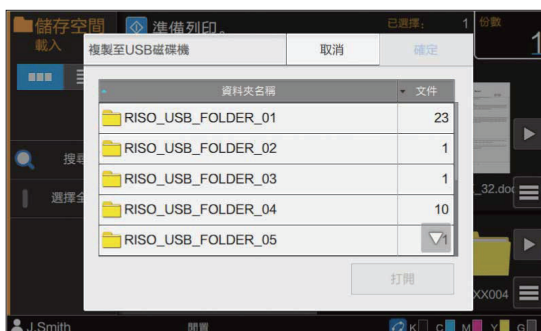 儲存空間
載入
準備列印。
已選擇: 1
份數
1
複製至USB磁碟機
取消
確定
資料夾名稱
文件
RISO_USB_FOLDER_01 23
RISO_USB_FOLDER_02 1
RISO_USB_FOLDER_03 1
RISO_USB_FOLDER_04 10
RISO_USB_FOLDER_05 1
搜尋
選擇全
_32.doc
打開
XX004
J.Smith
閒置
K C M Y G